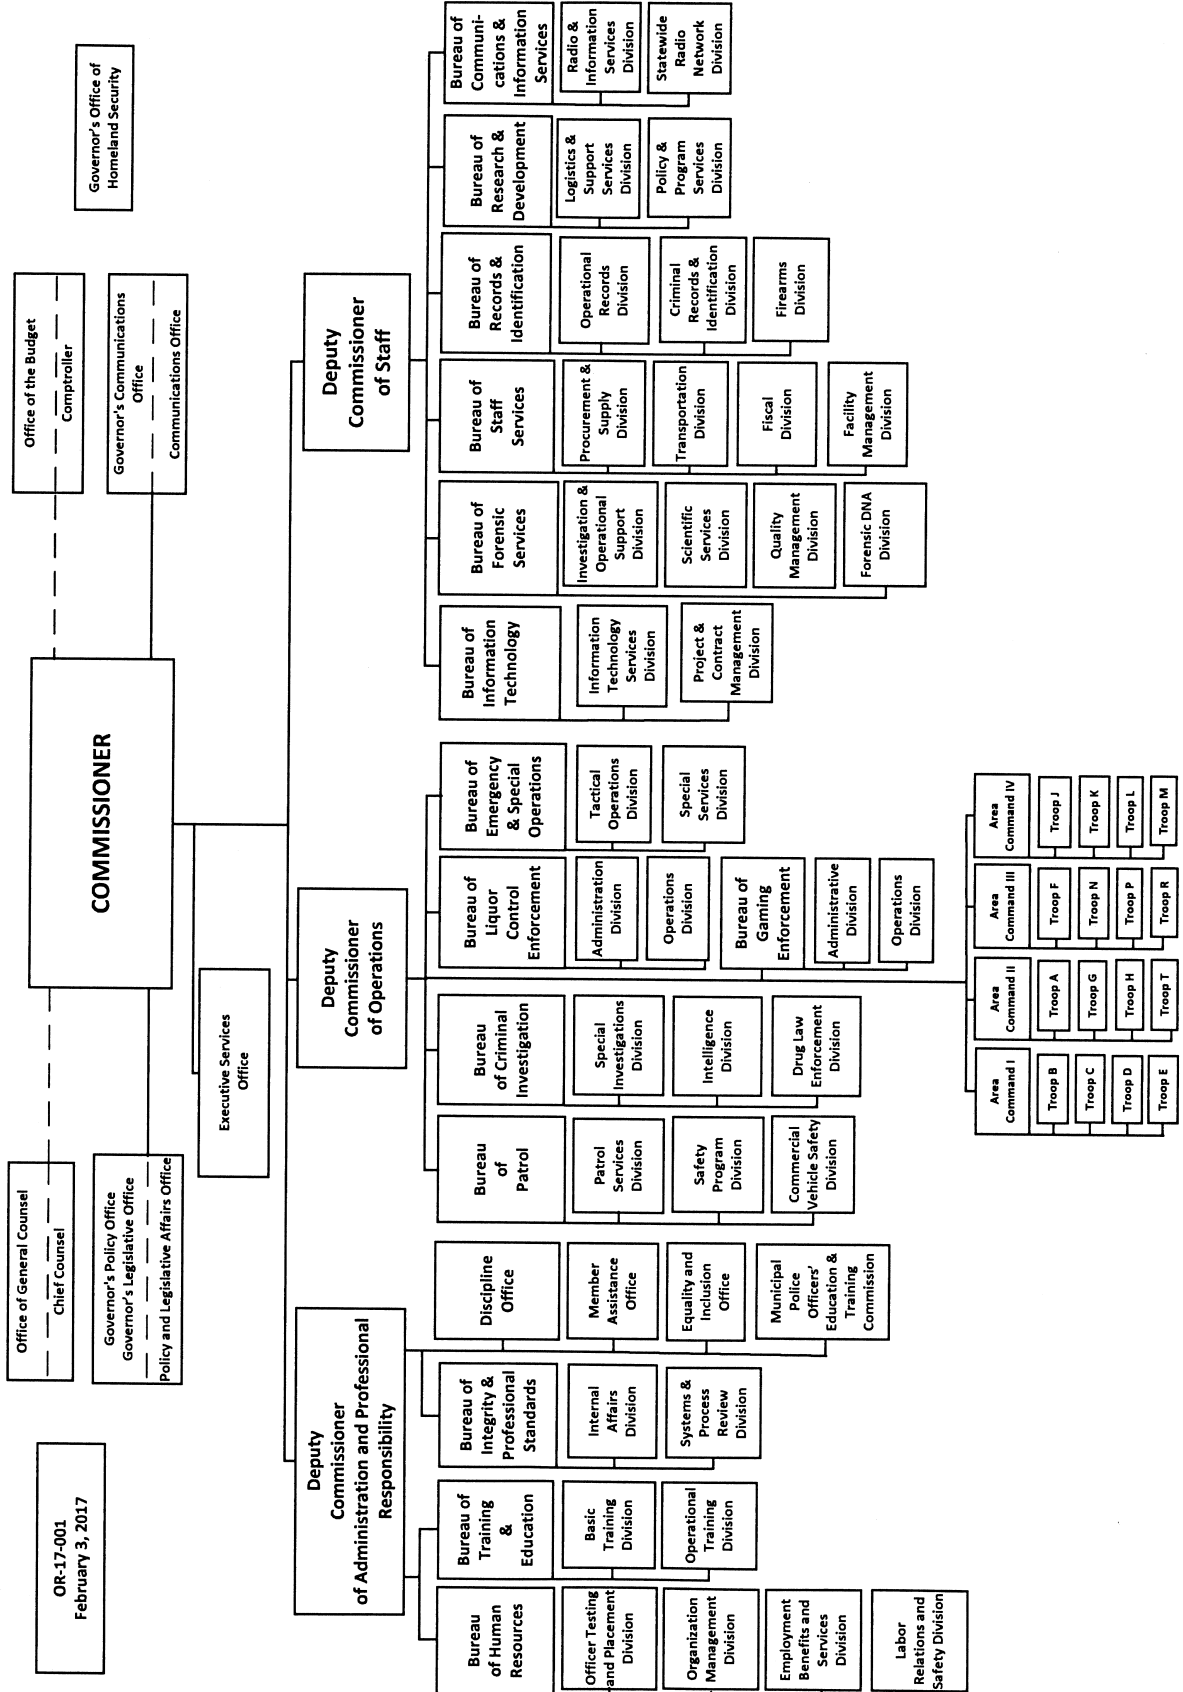 OR-17-001
February 3, 2017
Office of General Counsel
Chief Counsel
Governor's Policy Office
Governor's Legislative Office
Policy and Legislative Affairs Office
COMMISSIONER
Office of the Budget
Comptroller
Governor's Communications
Office
Communications Office
Governor's Office of
Homeland Security
Executive Services
Office
Deputy
Commissioner
of Administration and Professional
Responsibility
Bureau
of Human
Resources
Officer Testing
and Placement
Division
Organization
Management
Division
Employment
Benefits and
Services
Division
Labor
Relations and
Safety Division
Bureau of
Training
&
Education
Basic
Training
Division
Operational
Training
Division
Bureau of
Integrity &
Professional
Standards
Internal
Affairs
Division
Systems &
Process
Review
Division
Discipline
Office
Member
Assistance
Office
Equality and
Inclusion
Office
Municipal
Police
Officers'
Education &
Training
Commission
Deputy
Commissioner
of Operations
Bureau
of
Patrol
Patrol
Services
Division
Safety
Program
Division
Commercial
Vehicle Safety
Division
Bureau
of Criminal
Investigation
Special
Investigations
Division
Intelligence
Division
Drug Law
Enforcement
Division
Bureau of
Liquor
Control
Enforcement
Administration
Division
Operations
Division
Bureau of
Gaming
Enforcement
Administrative
Division
Operations
Division
Bureau of
Emergency
& Special
Operations
Tactical
Operations
Division
Special
Services
Division
Area
Command I
Troop B
Troop C
Troop D
Troop E
Area
Command II
Troop A
Troop G
Troop H
Troop T
Area
Command III
Troop F
Troop N
Troop P
Troop R
Area
Command IV
Troop J
Troop K
Troop L
Troop M
Deputy
Commissioner
of Staff
Bureau of
Information
Technology
Information
Technology
Services
Division
Project &
Contract
Management
Division
Bureau of
Forensic
Services
Investigation &
Operational
Support
Division
Scientific
Services
Division
Quality
Management
Division
Forensic DNA
Division
Bureau of
Staff
Services
Procurement &
Supply
Division
Transportation
Division
Fiscal
Division
Facility
Management
Division
Bureau of
Records &
Identification
Operational
Records
Division
Criminal
Records &
Identification
Division
Firearms
Division
Bureau of
Research &
Development
Logistics &
Support
Services
Division
Policy &
Program
Services
Division
Bureau of
Communi-
cations &
Information
Services
Radio &
Information
Services
Division
Statewide
Radio
Network
Division